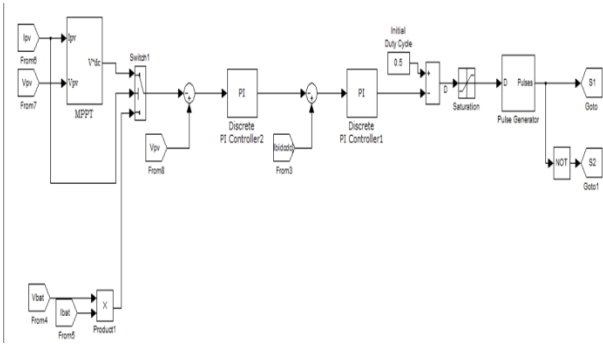 Ipv
From6
Vpv
From7
Ipv
Vpv
V*dc
MPPT
Switch1
Vpv
From8
PI
Discrete
PI Controller2
From3
PI
Discrete
PI Controller1
Initial
Duty Cycle
0.5
D
Saturation
D
Pulses
Pulse Generator
S1
Goto
NOT
S2
Goto1
Vbat
From4
Ibat
From5
X
Product1